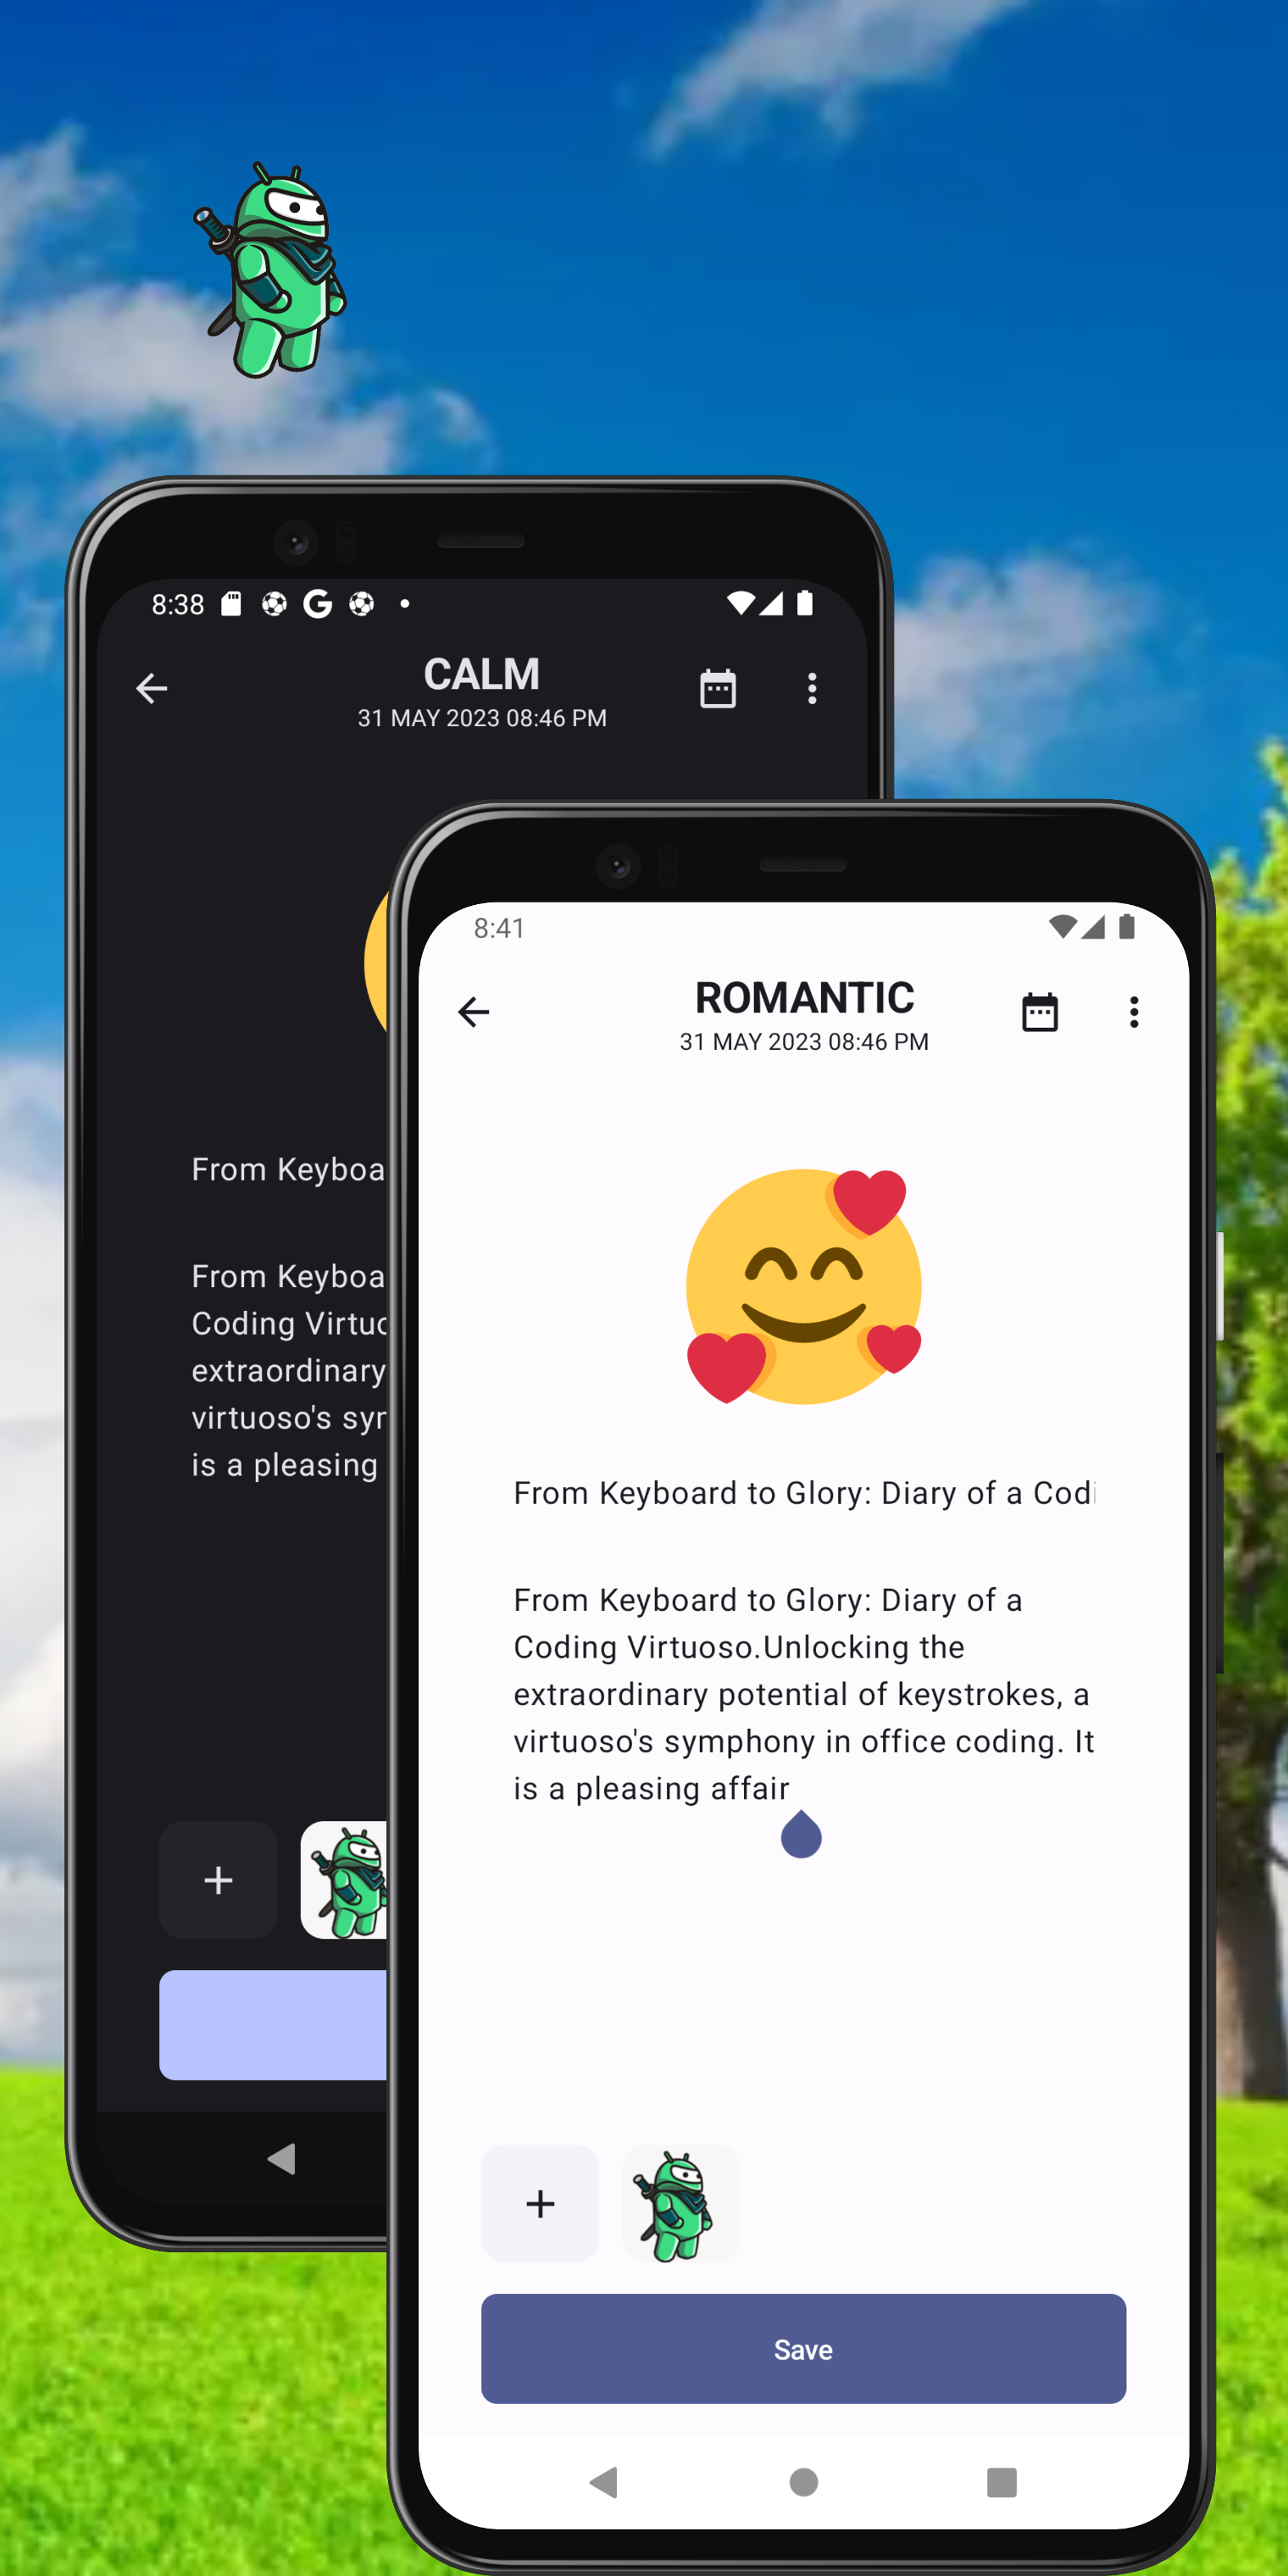 8:38
CALM
31 MAY 2023 08:46 PM
From Keyboa
From Keyboa
Coding Virtuo
extraordinary
virtuoso's syr
is a pleasing
8:41
ROMANTIC
31 MAY 2023 08:46 PM
From Keyboard to Glory: Diary of a Codi
From Keyboard to Glory: Diary of a
Coding Virtuoso.Unlocking the
extraordinary potential of keystrokes, a
virtuoso's symphony in office coding. It
is a pleasing affair
Save